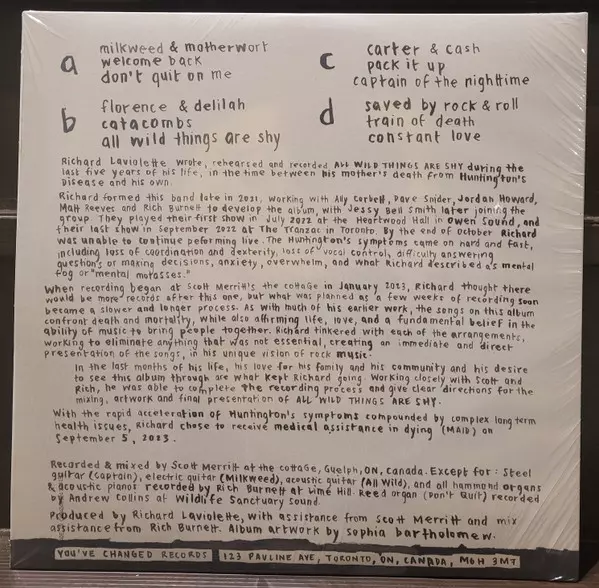 a
milkweed & motherwort
welcome back
don't quit on me
b
florence & delilah
catacombs
all wild things are shy
c
carter & cash
pack it up
captain of the nighttime
d
saved by rock & roll
train of death
constant love
Richard Laviolette wrote, rehearsed and recorded ALL WILD THINGS ARE SHY during the
last five years of his life, in the time between his mother's death from Huntington's
Disease and his own.
Richard formed this band late in 2021, working with Ally Corbett, Dave Snider, Jordan Howard,
Matt Reeves and Rich Burnett to develop the album, with Jessy Bell Smith later joining the
group. They played their first show in July 2022 at the Heartwood Hall in Owen Sound, and
their last show in September 2022 at The Tranzac in Toronto. By the end of October Richard
was unable to continue peforming live. The Huntington's symptoms came on hard and fast,
including loss of coordination and dexterity, loss of vocal control, difficulty answering
question's or making decisions, anxiety, overwhelm, and what Richard described as mental
fog or "mental molasses."
When recording began at Scott Merritt's the cottage in January 2023, Richard thought there
would be more records after this one, but what was planned as a few weeks of recording soon
became a slower and longer process. As with much of his earlier work, the songs on this album
confront death and mortality, while also affirming life, love, and a fundamental belief in the
ability of music to bring people together. Richard tinkered with each of the arrangements,
working to eliminate anything that was not essential, creating an immediate and direct
presentation of the songs, in his unique vision of rock music.
In the last months of his life, his love for his family and his community and his desire
to see this album through are what kept Richard going. Working closely with Scott and
Rich, he was able to complete the recording process and give clear directions for the
mixing, artwork and final presentation of ALL WILD THINGS ARE SHY.
With the rapid acceleration of Huntington's symptoms compounded by complex long term
health issues, Richard chose to receive medical assistance in dying (MAID) on
September 5, 2023.
Recorded & mixed by Scott Merritt at the cottage, Guelph, ON, Canada. Except for: Steel
guitar (Captain), electric guitar (Milkweed), acoustic guitar (All Wild), and all hammond organs
& acoustic pianos recorded by Rich Burnett at Lime Hill. Reed organ (Don't Quit) recorded
by Andrew Collins at Wildlife Sanctuary sound.
Produced by Richard Laviolette, with assistance from Scott Merritt and mix
assistance from Rich Burnett. Album artwork by sophia bartholomew.
YOU'VE CHANGED RECORDS 123 PAULINE AVE, TORONTO, ON, CANADA, M6H 3M7